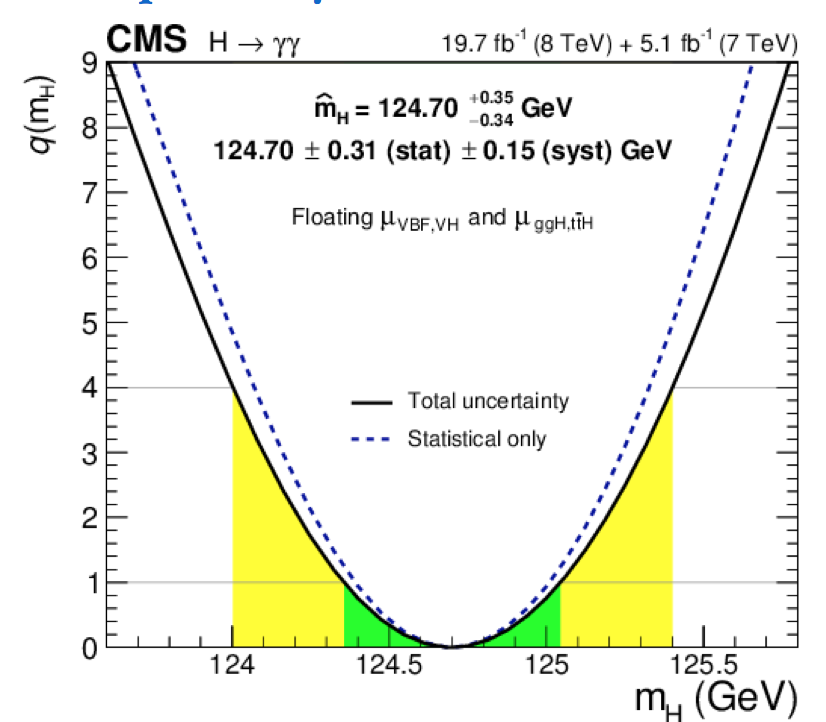 CMS H → γγ 19.7 fb⁻¹ (8 TeV) + 5.1 fb⁻¹ (7 TeV)
q(m_H)
m̂_H = 124.70 +0.35 −0.34 GeV
124.70 ± 0.31 (stat) ± 0.15 (syst) GeV
Floating μ_VBF,VH and μ_ggH,tt̄H
Total uncertainty
Statistical only
9
8
7
6
5
4
3
2
1
0
124 124.5 125 125.5
m_H (GeV)